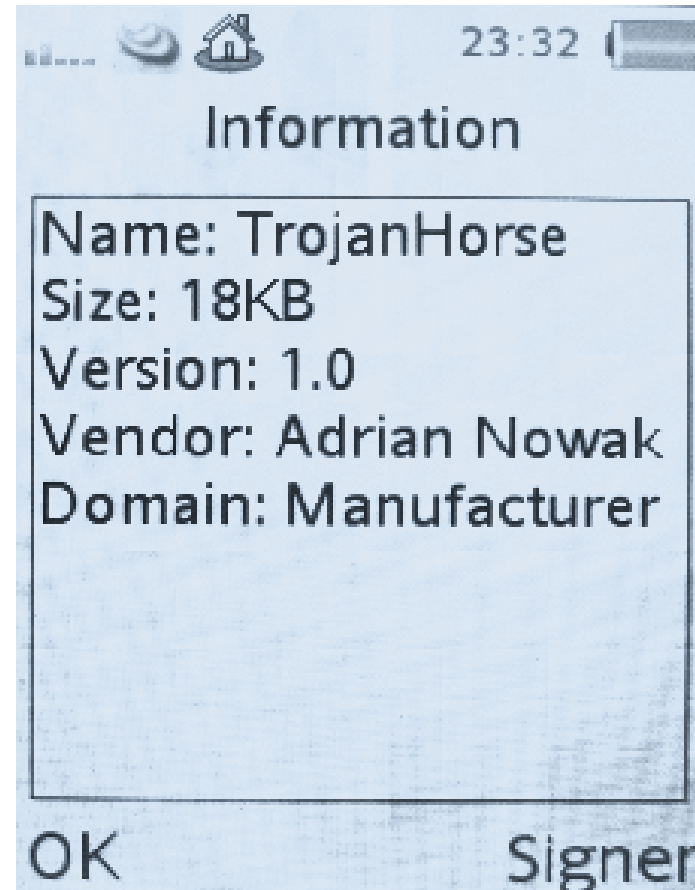 23:32
Information
Name: TrojanHorse
Size: 18KB
Version: 1.0
Vendor: Adrian Nowak
Domain: Manufacturer
OK Signer